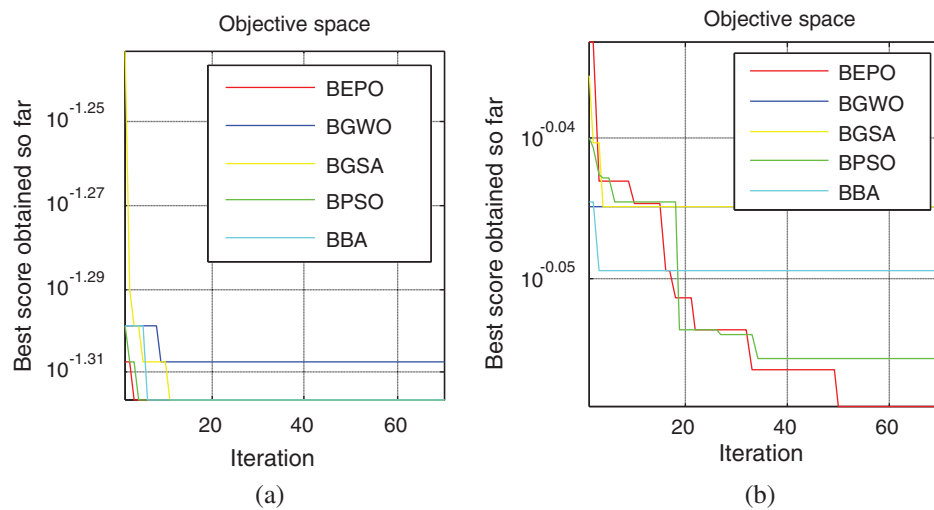 Objective space
Best score obtained so far
10^-1.25
10^-1.27
10^-1.29
10^-1.31
BEPO
BGWO
BGSA
BPSO
BBA
20
40
60
Iteration
(a)
Objective space
Best score obtained so far
10^-0.04
10^-0.05
BEPO
BGWO
BGSA
BPSO
BBA
20
40
60
Iteration
(b)